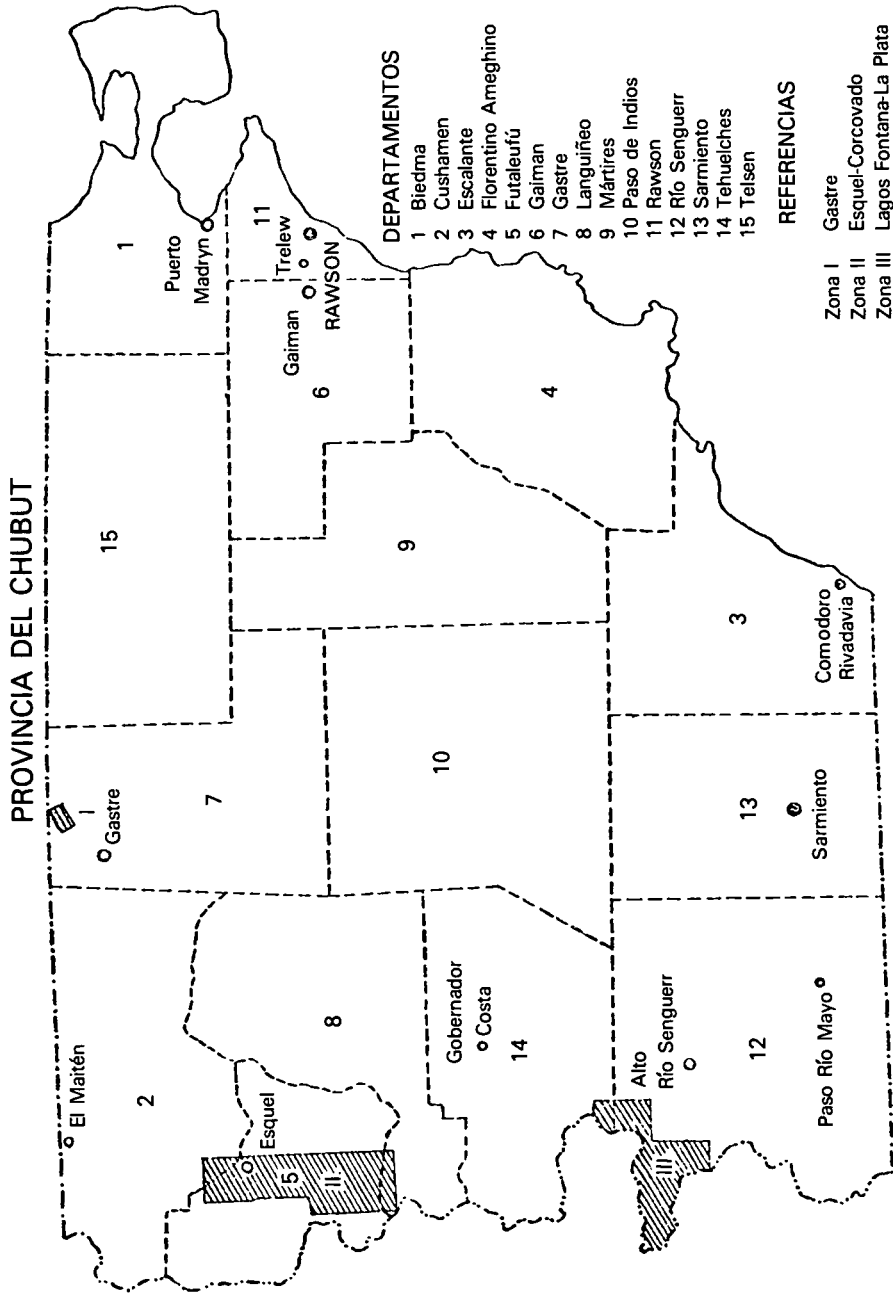 PROVINCIA DEL CHUBUT
El Maitén
2
Esquel
5
II
8
Gobernador
Costa
14
Alto
Río Senguerr
III
12
Paso Río Mayo
I
Gastre
7
10
13
Sarmiento
15
9
3
Comodoro
Rivadavia
1
Puerto
Madryn
11
Trelew
RAWSON
Gaiman
6
4
DEPARTAMENTOS
1 Biedma
2 Cushamen
3 Escalante
4 Florentino Ameghino
5 Futaleufú
6 Gaiman
7 Gastre
8 Languiñeo
9 Mártires
10 Paso de Indios
11 Rawson
12 Río Senguerr
13 Sarmiento
14 Tehuelches
15 Telsen
REFERENCIAS
Zona I Gastre
Zona II Esquel-Corcovado
Zona III Lagos Fontana-La Plata